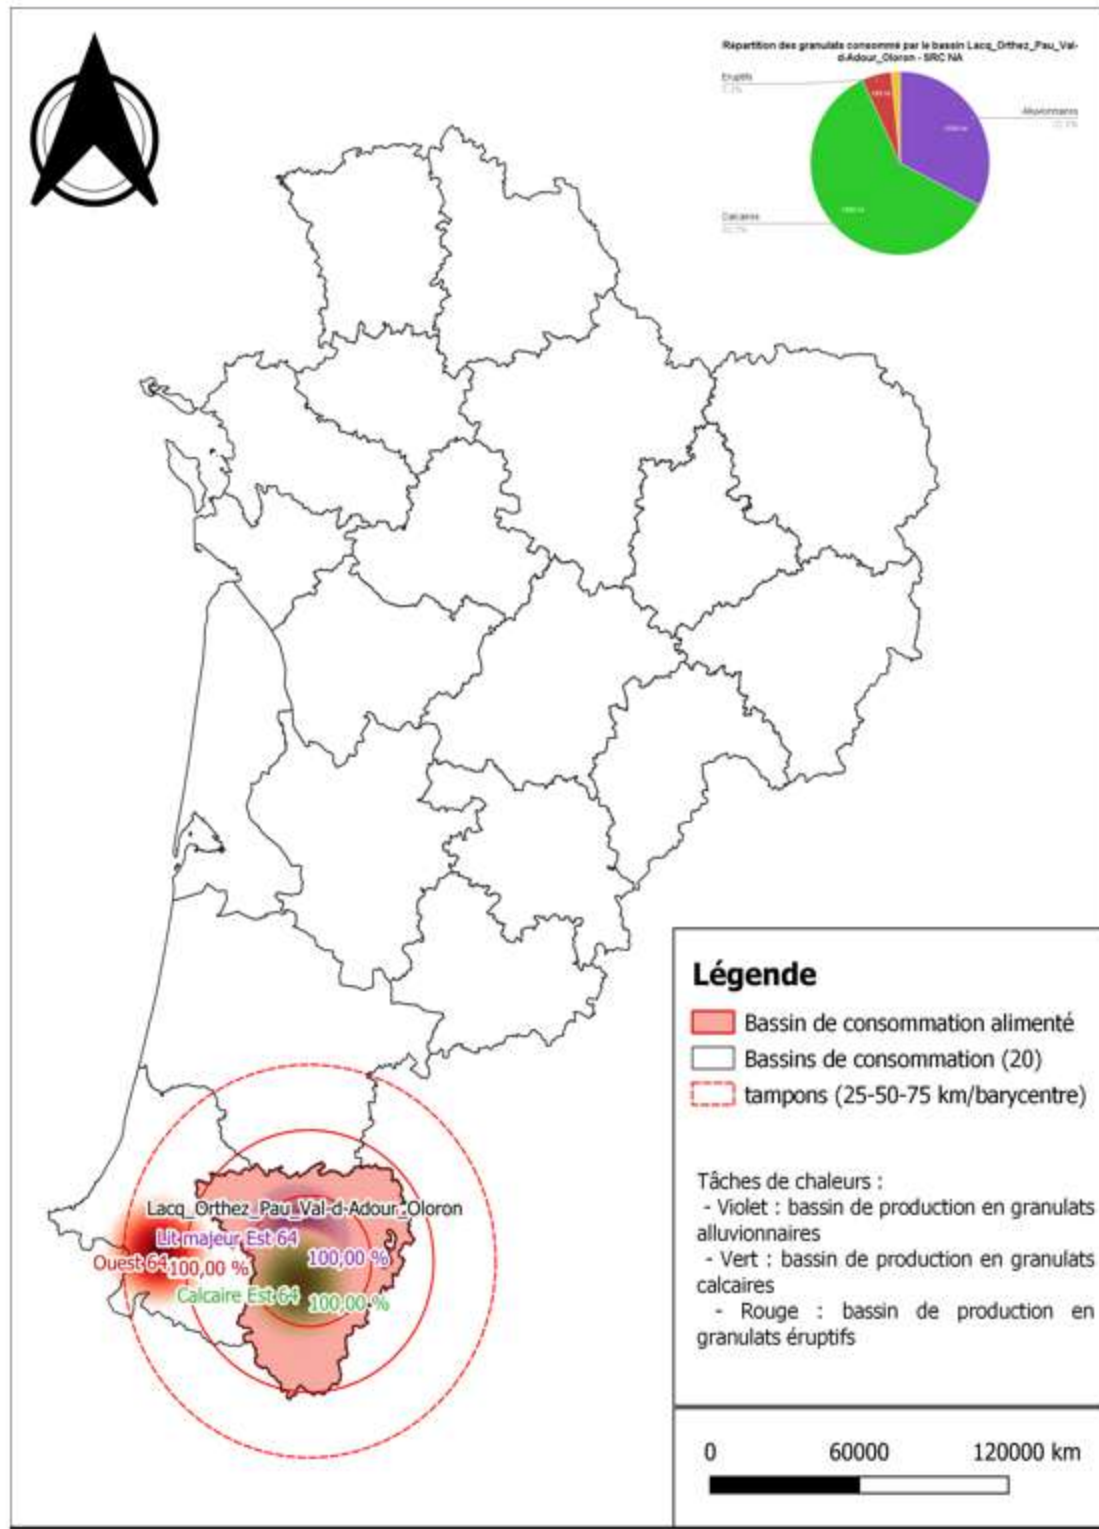 Répartition des granulats consommé par le bassin Lacq_Orthez_Pau_Val-
d-Adour_Oloron - SRC NA
Eruptifs
Alluvionnaires
Calcaires
Lacq_Orthez_Pau_Val-d-Adour_Oloron
Lit majeur Est 64
100,00 %
Ouest 64
100,00 %
Calcaire Est 64
100,00 %
Légende
Bassin de consommation alimenté
Bassins de consommation (20)
tampons (25-50-75 km/barycentre)
Tâches de chaleurs :
- Violet : bassin de production en granulats
alluvionnaires
- Vert : bassin de production en granulats
calcaires
- Rouge : bassin de production en
granulats éruptifs
0 60000 120000 km